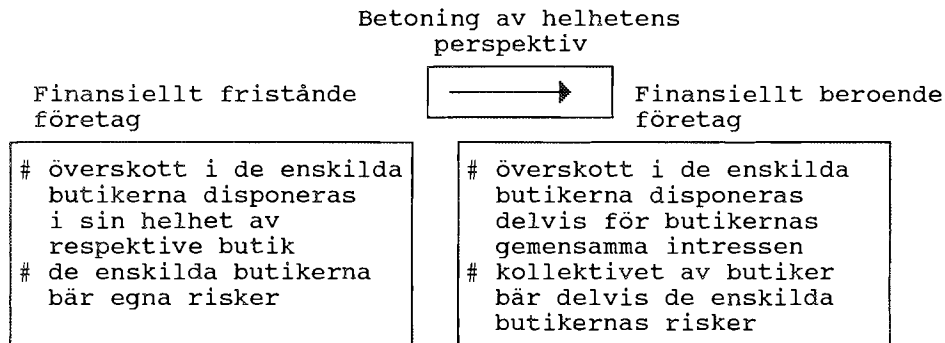 Betoning av helhetens
perspektiv
Finansiellt fristånde
företag
Finansiellt beroende
företag
# överskott i de enskilda
butikerna disponeras
i sin helhet av
respektive butik
# de enskilda butikerna
bär egna risker
# överskott i de enskilda
butikerna disponeras
delvis för butikernas
gemensamma intressen
# kollektivet av butiker
bär delvis de enskilda
butikernas risker